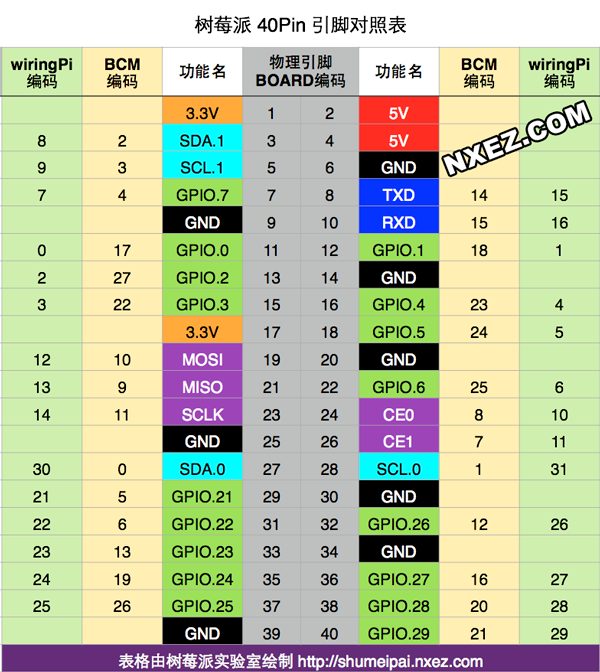 树莓派 40Pin 引脚对照表
wiringPi 编码 BCM 编码 功能名 物理引脚 BOARD编码 功能名 BCM 编码 wiringPi 编码
3.3V 1 2 5V
8 2 SDA.1 3 4 5V
9 3 SCL.1 5 6 GND
7 4 GPIO.7 7 8 TXD 14 15
GND 9 10 RXD 15 16
0 17 GPIO.0 11 12 GPIO.1 18 1
2 27 GPIO.2 13 14 GND
3 22 GPIO.3 15 16 GPIO.4 23 4
3.3V 17 18 GPIO.5 24 5
12 10 MOSI 19 20 GND
13 9 MISO 21 22 GPIO.6 25 6
14 11 SCLK 23 24 CE0 8 10
GND 25 26 CE1 7 11
30 0 SDA.0 27 28 SCL.0 1 31
21 5 GPIO.21 29 30 GND
22 6 GPIO.22 31 32 GPIO.26 12 26
23 13 GPIO.23 33 34 GND
24 19 GPIO.24 35 36 GPIO.27 16 27
25 26 GPIO.25 37 38 GPIO.28 20 28
GND 39 40 GPIO.29 21 29
表格由树莓派实验室绘制 http://shumeipai.nxez.com
NXEZ.COM